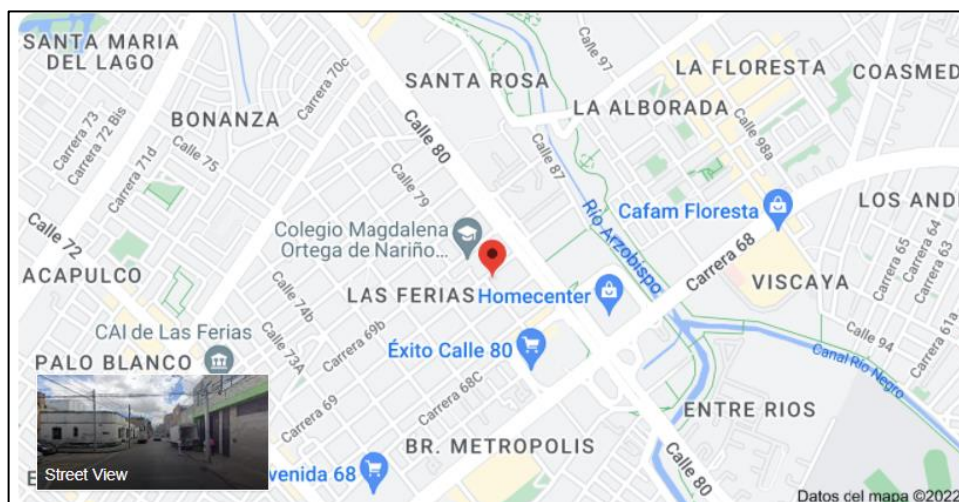 SANTA MARIA
DEL LAGO
Carrera 70c
Calle 97
SANTA ROSA
LA FLORESTA
COASMED
LA ALBORADA
BONANZA
Carrera 73
Carrera 72 Bis
Carrera 71d
Calle 75
Calle 80
Calle 87
Calle 98a
Calle 79
Río Arzobispo
Cafam Floresta
LOS ANDE
Calle 72
Colegio Magdalena
Ortega de Nariño...
Carrera 68
Carrera 65
Carrera 64
Carrera 63
ACAPULCO
LAS FERIAS
Homecenter
VISCAYA
Calle 74b
CAI de Las Ferias
Carrera 69b
Éxito Calle 80
Calle 94
Carrera 61a
PALO BLANCO
Calle 73A
Canal Río Negro
Carrera 69
Carrera 68C
ENTRE RIOS
BR. METROPOLIS
Street View
venida 68
Calle 80
Datos del mapa ©2022